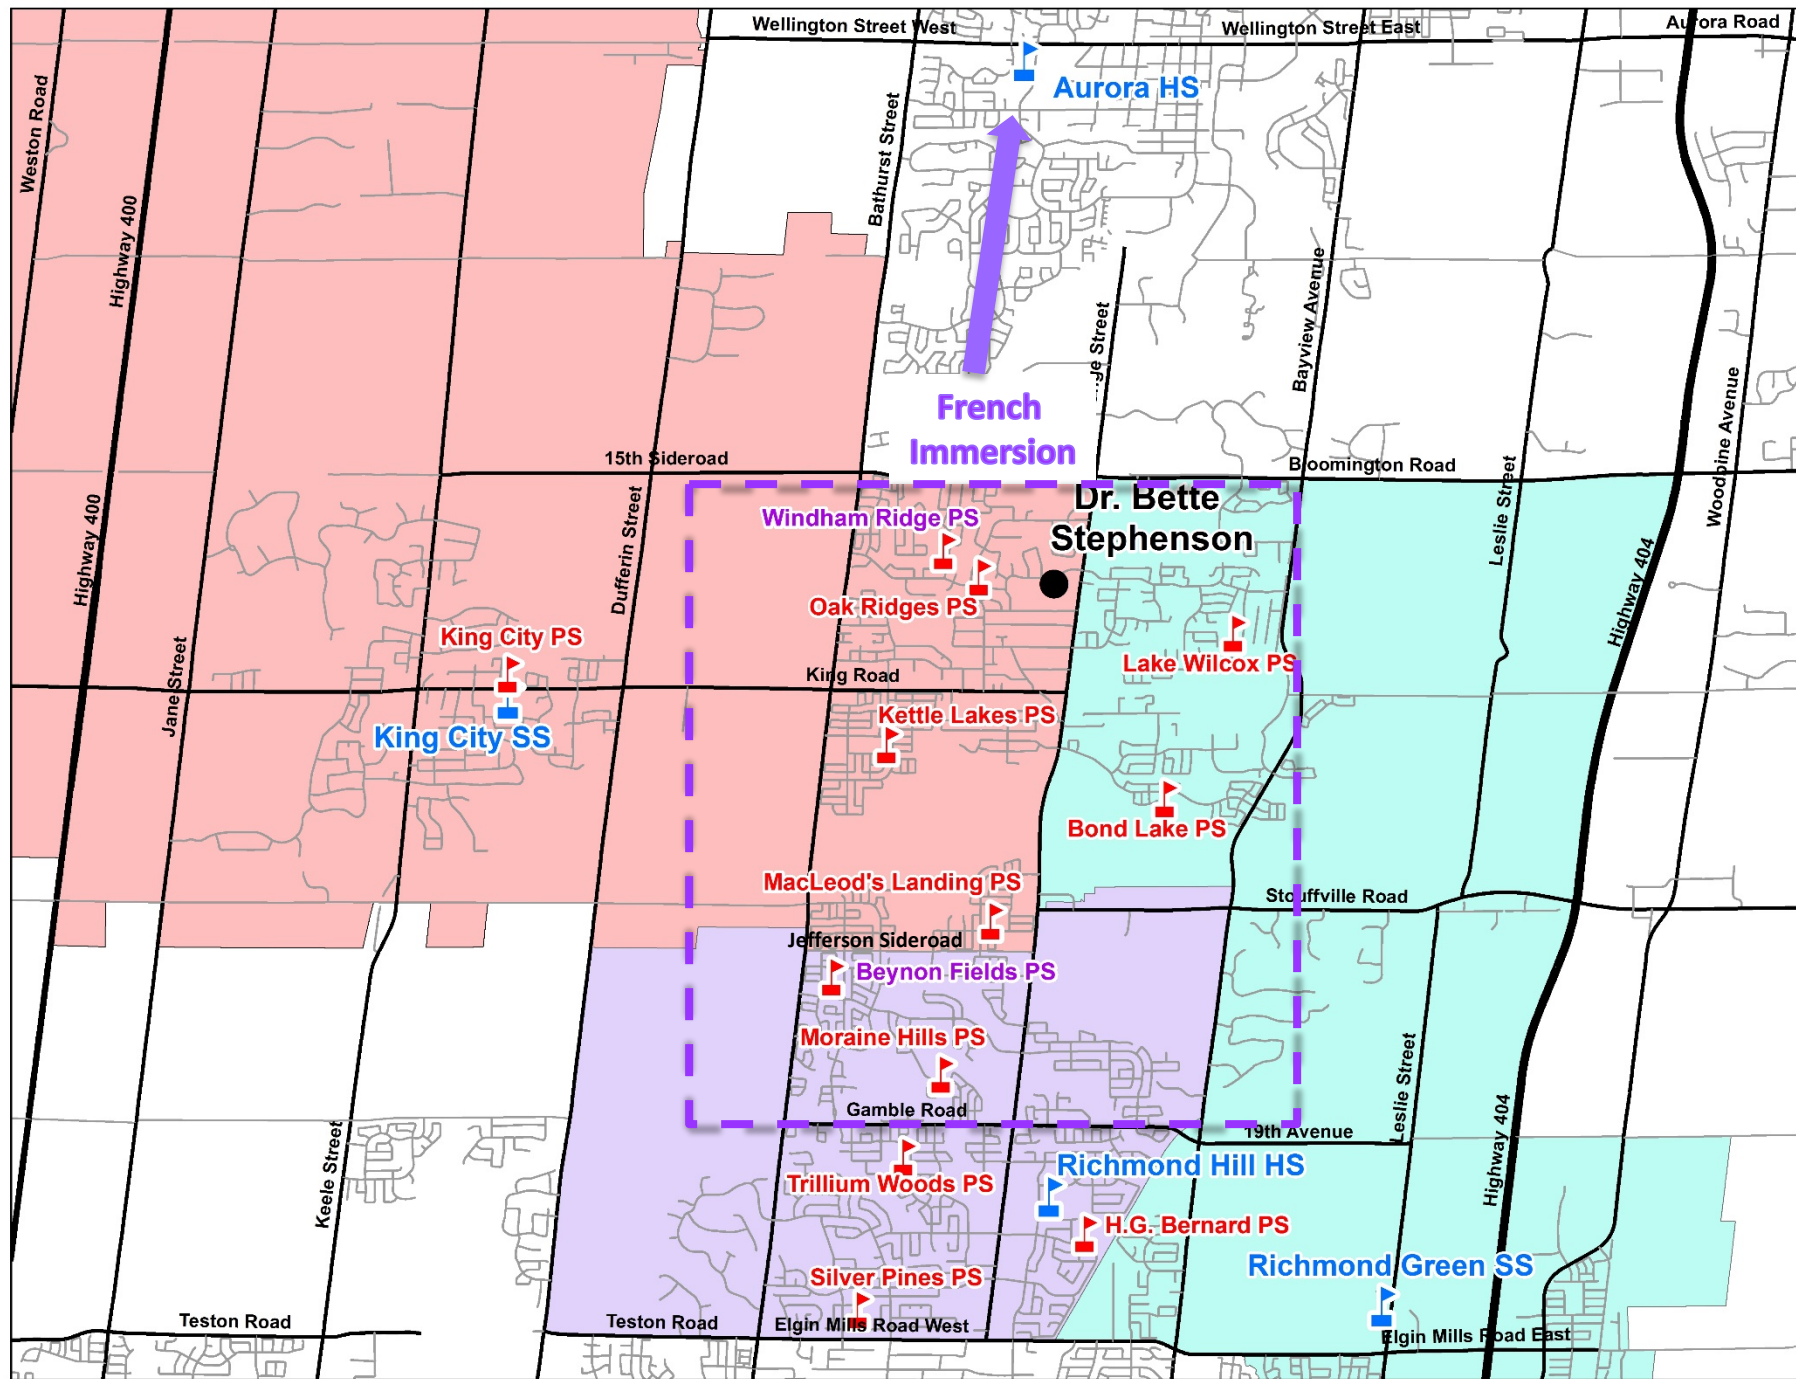 Wellington Street West
Wellington Street East
Aurora Road
Aurora HS
Weston Road
Bathurst Street
Highway 400
Bayview Avenue
ge Street
French
Immersion
Woodbine Avenue
15th Sideroad
Bloomington Road
Leslie Street
Highway 400
Dufferin Street
Dr. Bette
Stephenson
Windham Ridge PS
Highway 404
Oak Ridges PS
King City PS
Lake Wilcox PS
King Road
Jane Street
Kettle Lakes PS
King City SS
Bond Lake PS
MacLeod's Landing PS
Stouffville Road
Jefferson Sideroad
Beynon Fields PS
Moraine Hills PS
Leslie Street
Gamble Road
19th Avenue
Keele Street
Richmond Hill HS
Highway 404
Trillium Woods PS
H.G. Bernard PS
Richmond Green SS
Silver Pines PS
Teston Road
Teston Road
Elgin Mills Road West
Elgin Mills Road East